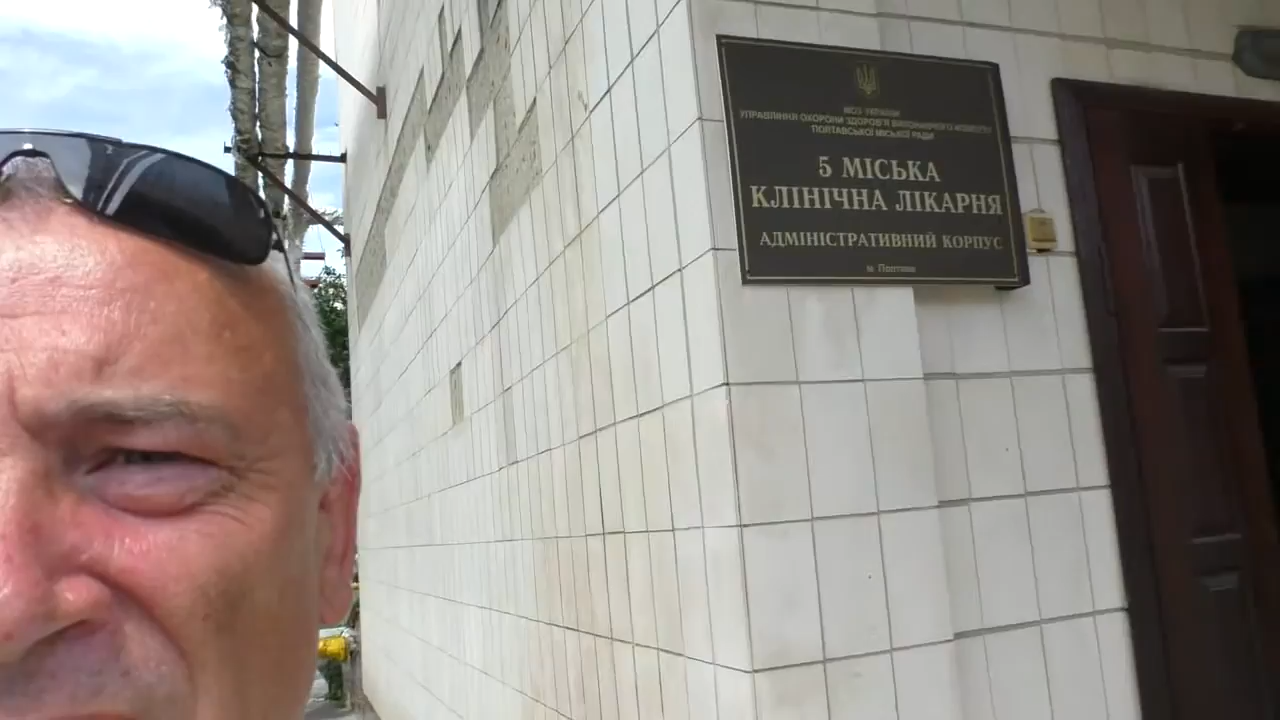 МОЗ УКРАЇНИ
УПРАВЛІННЯ ОХОРОНИ ЗДОРОВ'Я ВИКОНАВЧОГО КОМІТЕТУ
ПОЛТАВСЬКОЇ МІСЬКОЇ РАДИ
5 МІСЬКА
КЛІНІЧНА ЛІКАРНЯ
АДМІНІСТРАТИВНИЙ КОРПУС
м. Полтава